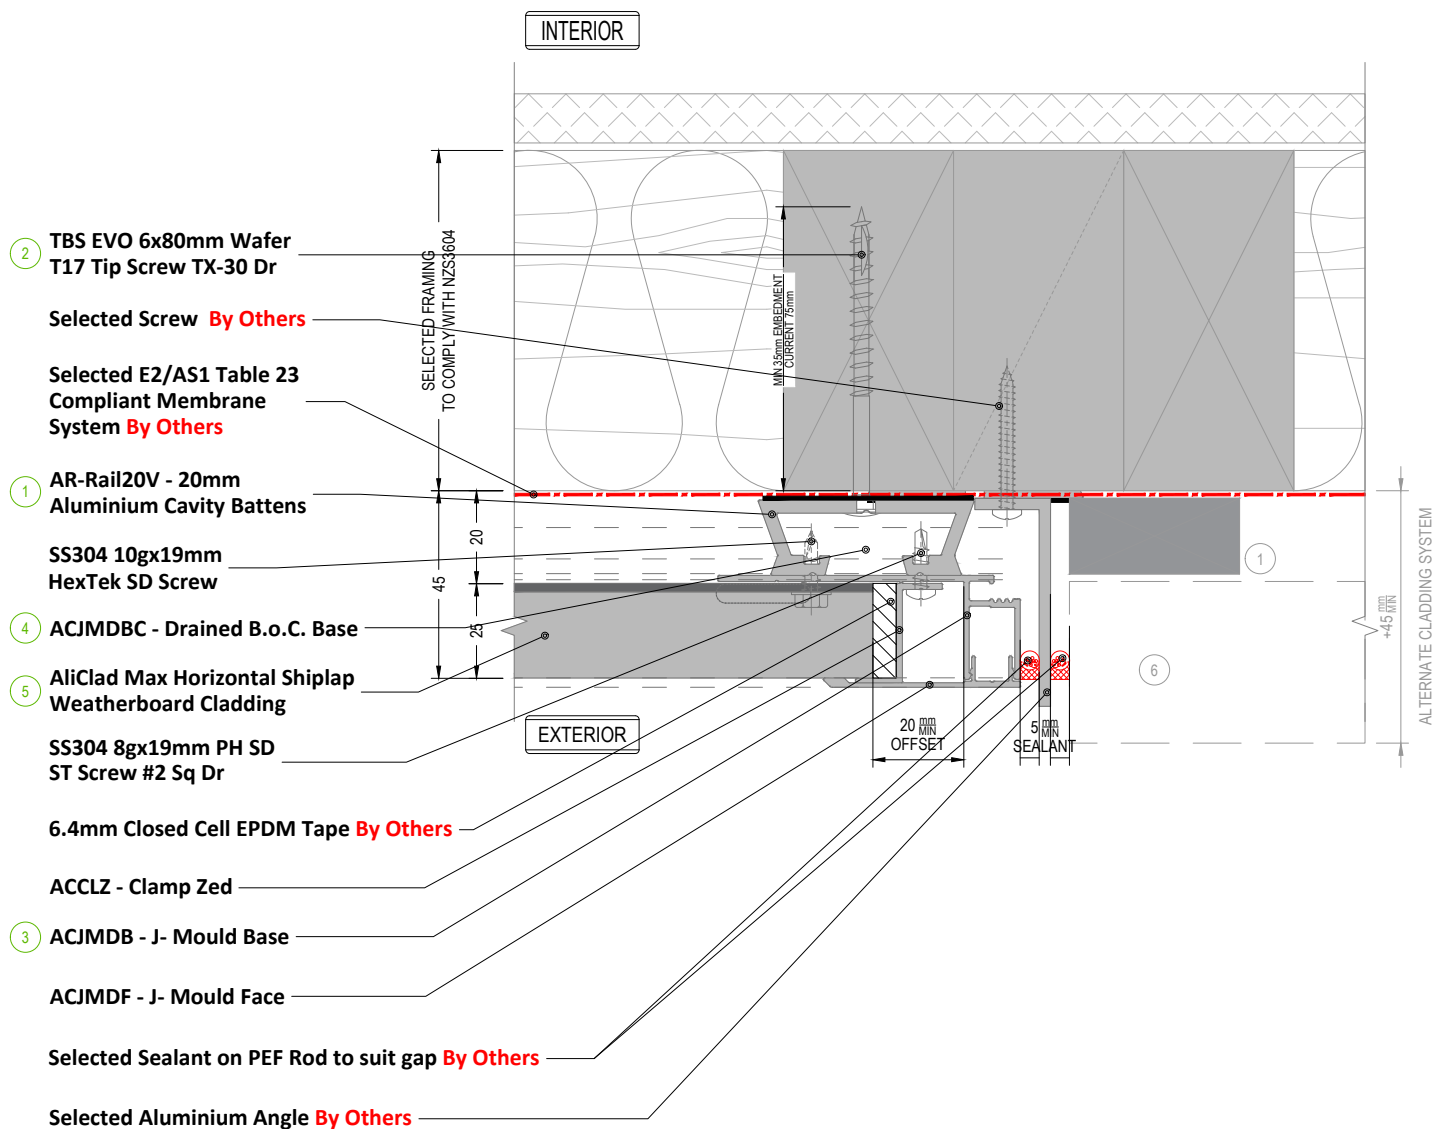 INTERIOR
2
TBS EVO 6x80mm Wafer
T17 Tip Screw TX-30 Dr
Selected Screw By Others
Selected E2/AS1 Table 23
Compliant Membrane
System By Others
1
AR-Rail20V - 20mm
Aluminium Cavity Battens
SS304 10gx19mm
HexTek SD Screw
4
ACJMDBC - Drained B.o.C. Base
5
AliClad Max Horizontal Shiplap
Weatherboard Cladding
SS304 8gx19mm PH SD
ST Screw #2 Sq Dr
6.4mm Closed Cell EPDM Tape By Others
ACCLZ - Clamp Zed
3
ACJMDB - J- Mould Base
ACJMDF - J- Mould Face
Selected Sealant on PEF Rod to suit gap By Others
Selected Aluminium Angle By Others
SELECTED FRAMING
TO COMPLY WITH NZS3604
MIN 35mm EMBEDMENT
CURRENT 75mm
20
45
25
EXTERIOR
20 mm
MIN
OFFSET
5 mm
MIN
SEALANT
1
6
+45 mm
MIN
ALTERNATE CLADDING SYSTEM